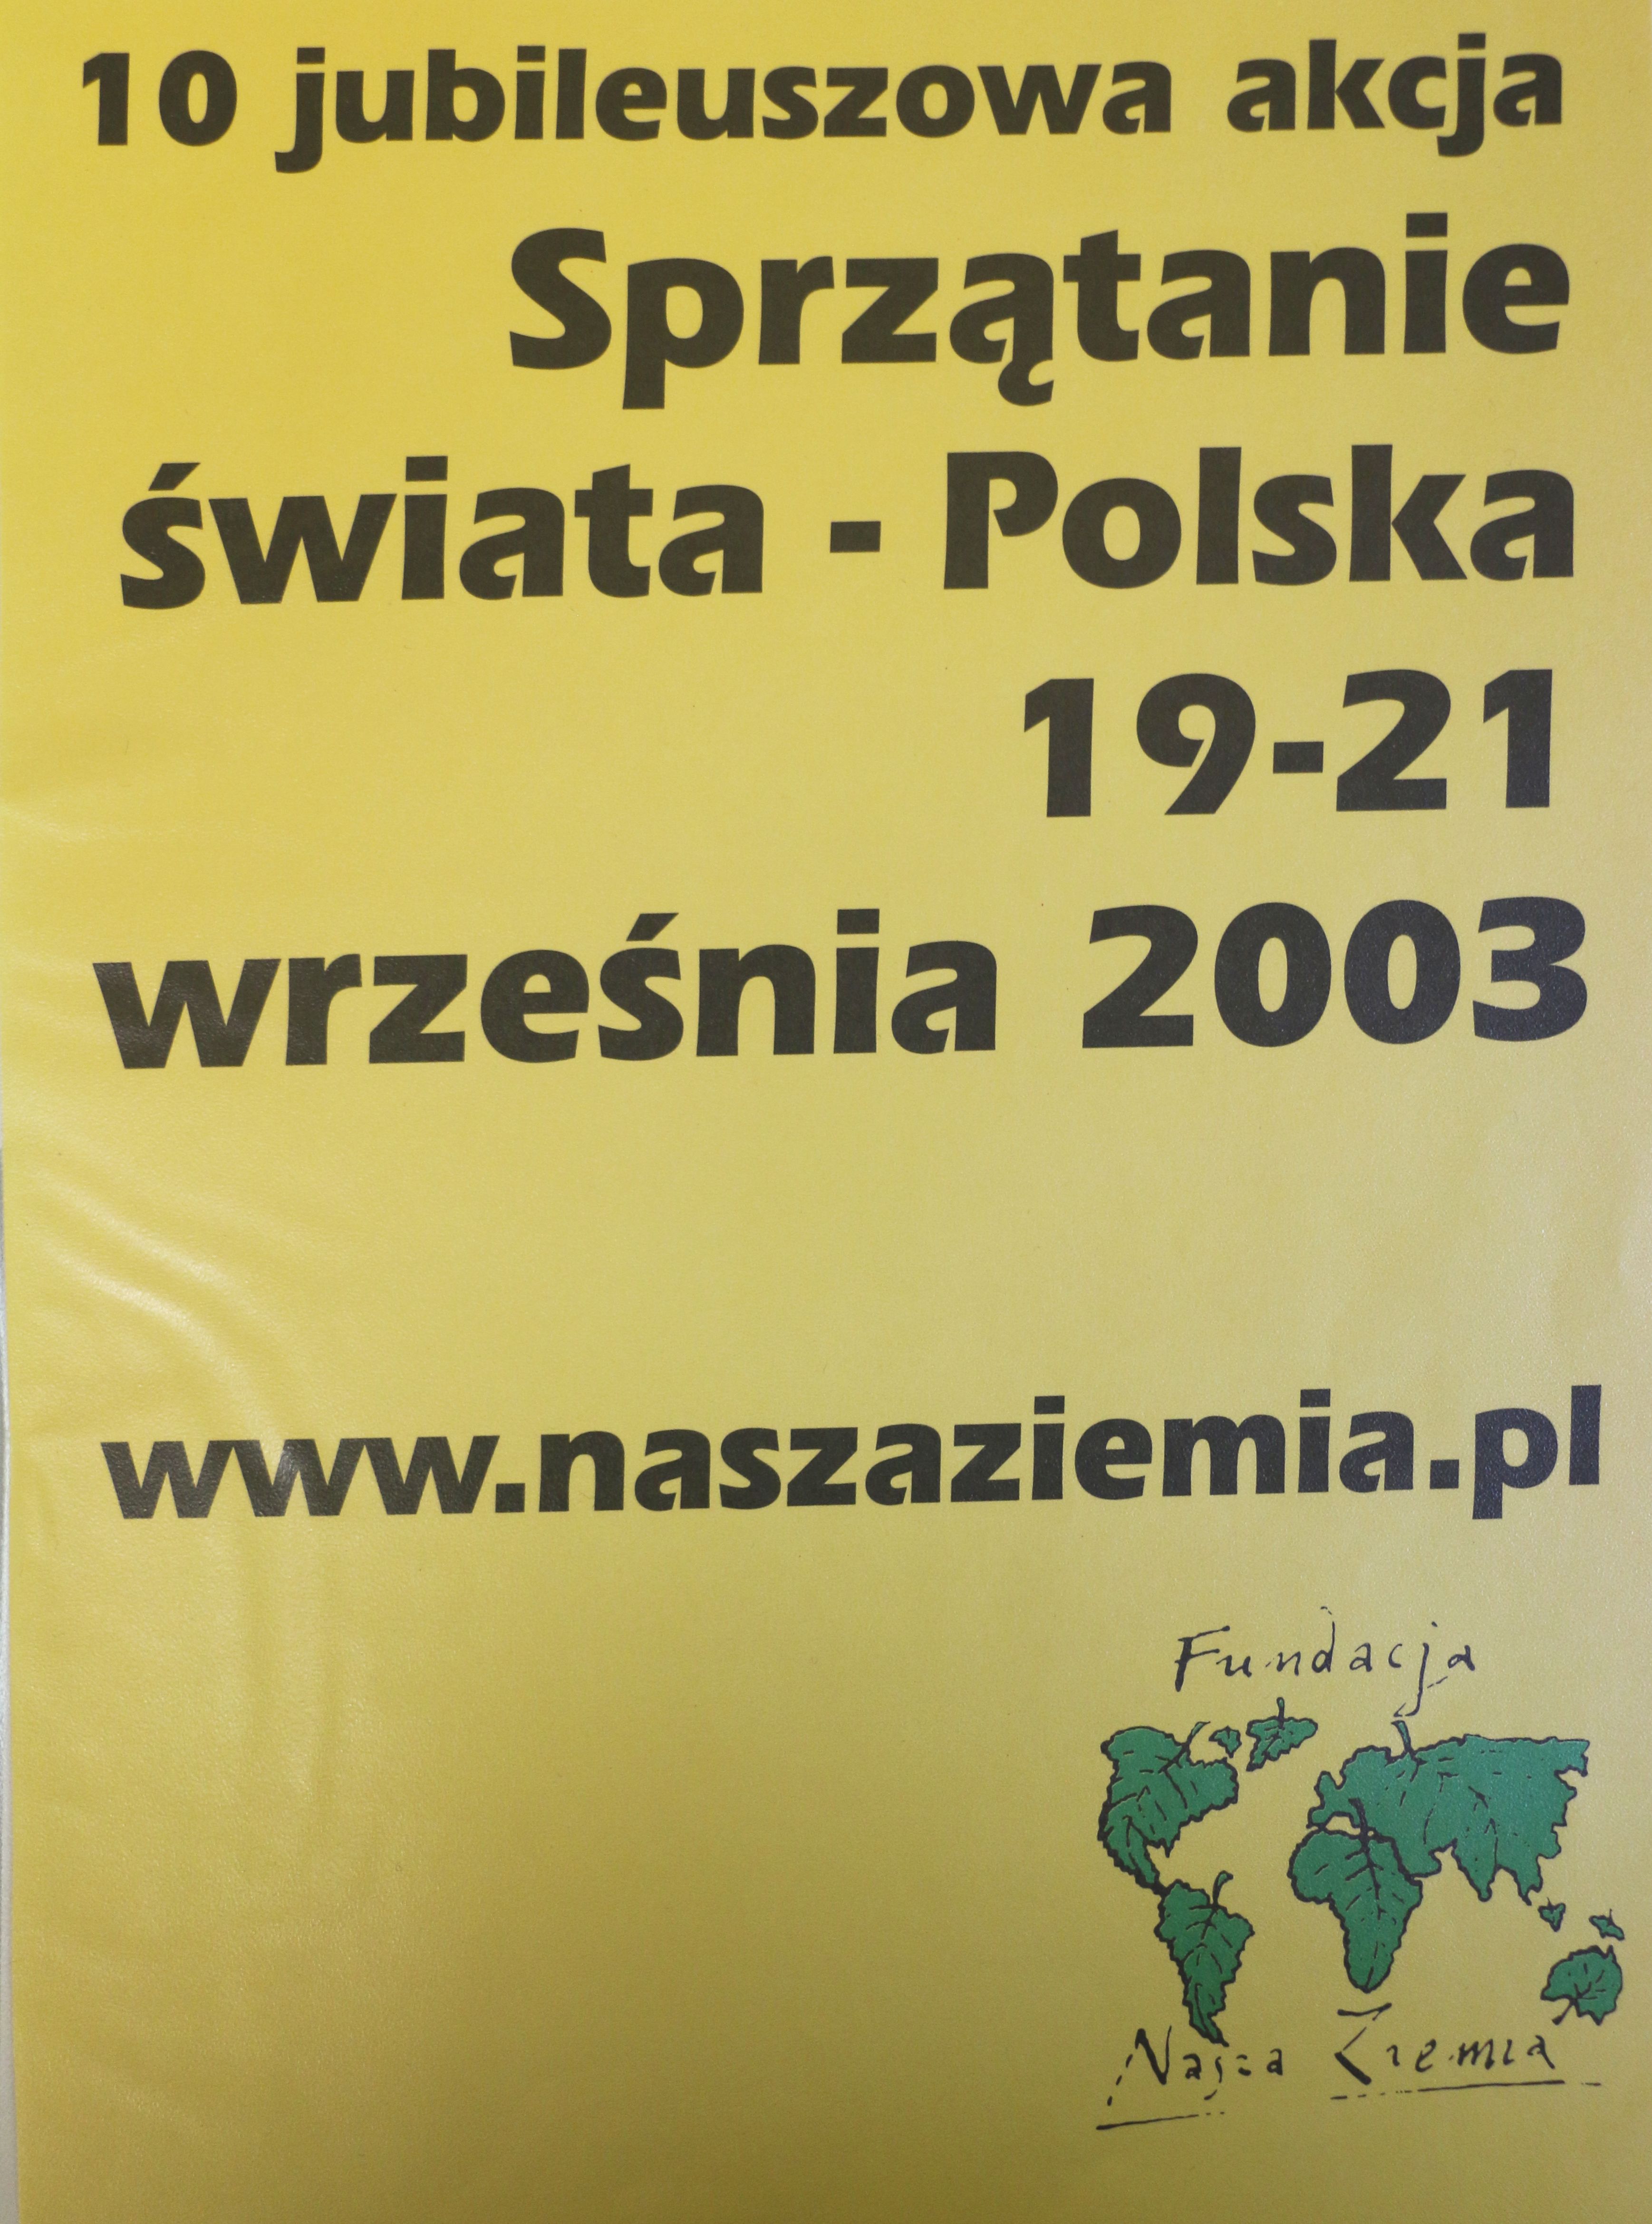 10 jubileuszowa akcja
Sprzątanie
świata - Polska
19-21
września 2003
www.naszaziemia.pl
Fundacja
Nasza Ziemia